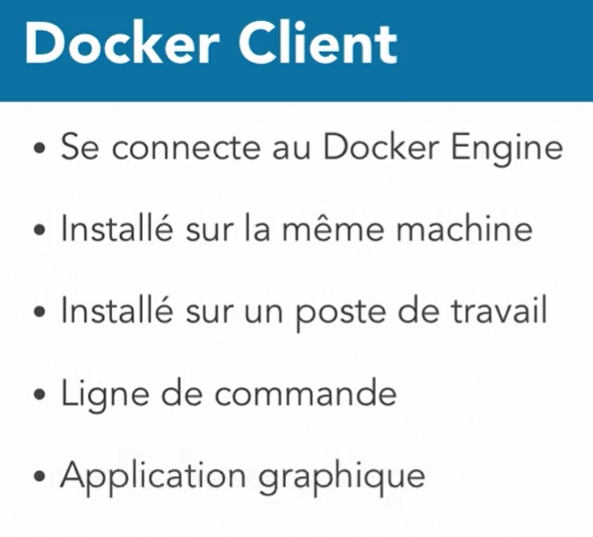 Docker Client
• Se connecte au Docker Engine
• Installé sur la même machine
• Installé sur un poste de travail
• Ligne de commande
• Application graphique